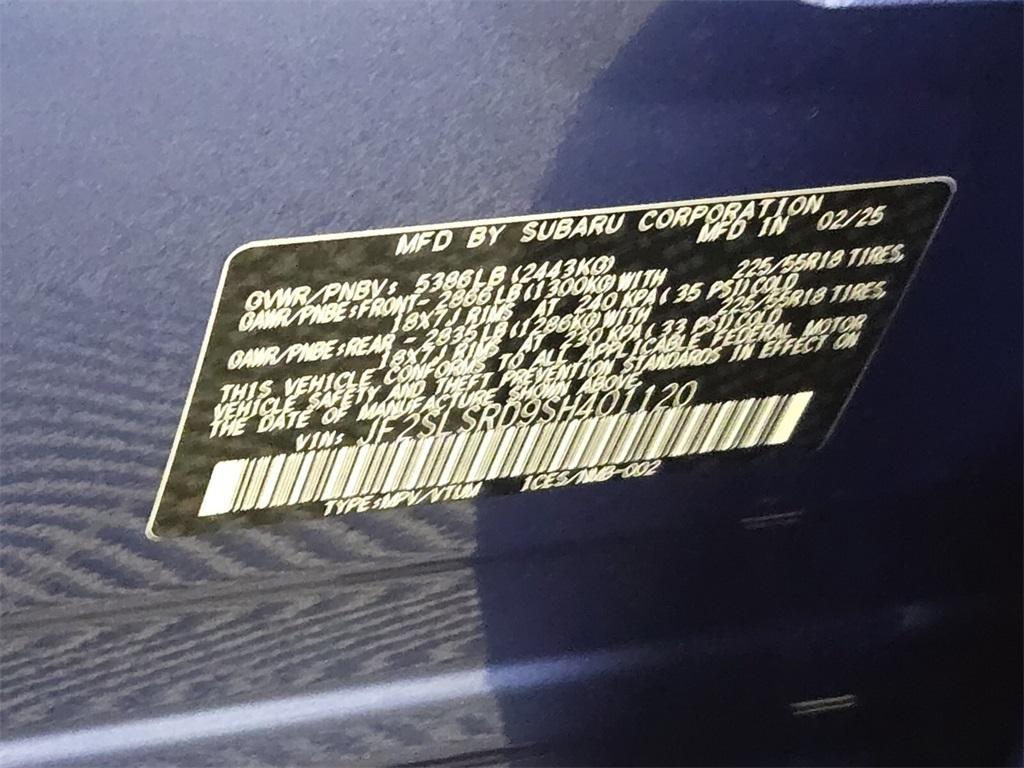 MFD BY SUBARU CORPORATION
MFD IN 02/25
GVWR/PNBV: 5386LB(2443KG)
GAWR/PNBE:FRONT-2866LB(1300KG)WITH 225/55R18 TIRES,
18X7J RIMS, AT 240 KPA( 35 PSI)COLD
GAWR/PNBE:REAR -2835LB(1286KG)WITH 225/55R18 TIRES,
18X7J RIMS, AT 230 KPA( 33 PSI)COLD
THIS VEHICLE CONFORMS TO ALL APPLICABLE FEDERAL MOTOR
VEHICLE SAFETY AND THEFT PREVENTION STANDARDS IN EFFECT ON
THE DATE OF MANUFACTURE SHOWN ABOVE
VIN: JF2SLSRD9SH401120
TYPE:MPV/VTUM 1CES/NMB-002